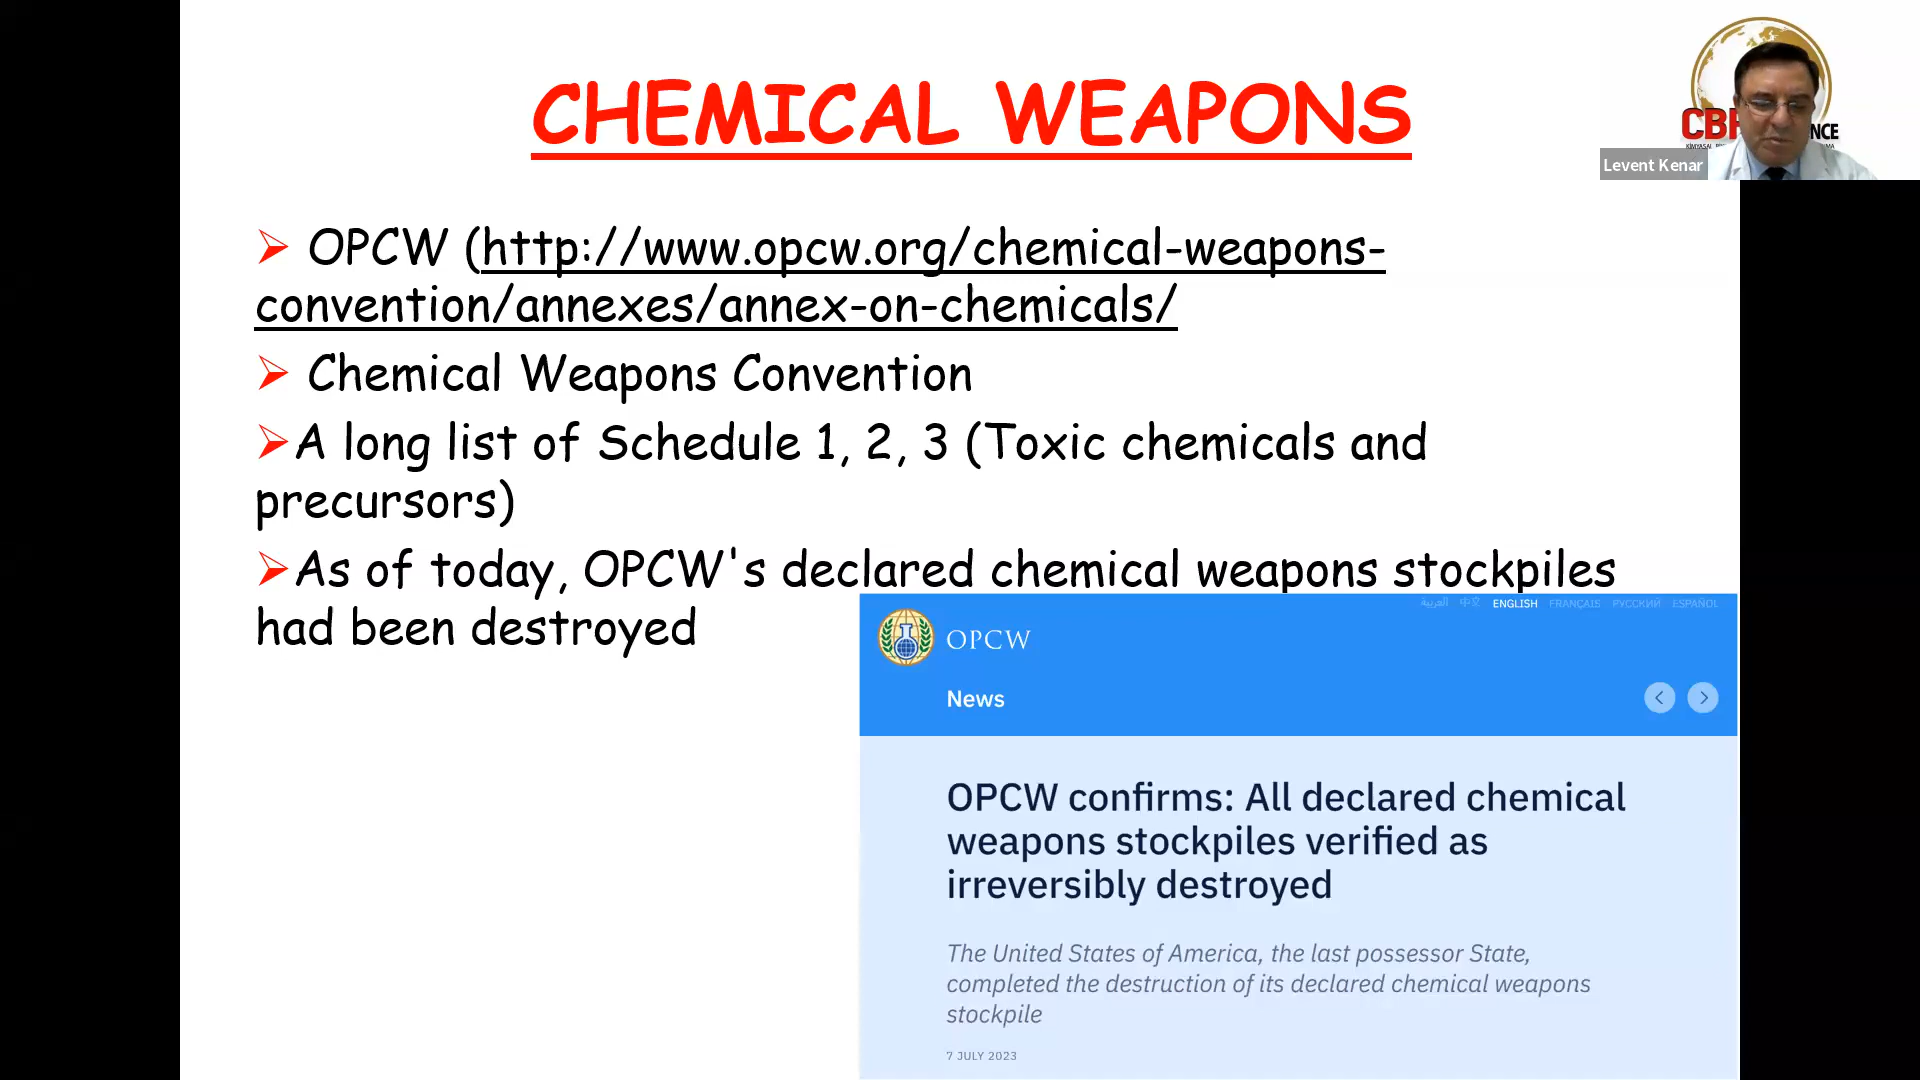 CHEMICAL WEAPONS
Levent Kenar
➢ OPCW (http://www.opcw.org/chemical-weapons-
convention/annexes/annex-on-chemicals/
➢ Chemical Weapons Convention
➢A long list of Schedule 1, 2, 3 (Toxic chemicals and
precursors)
➢As of today, OPCW's declared chemical weapons stockpiles
had been destroyed
العربية 中文 ENGLISH FRANÇAIS РУССКИЙ ESPAÑOL
OPCW
News
OPCW confirms: All declared chemical
weapons stockpiles verified as
irreversibly destroyed
The United States of America, the last possessor State,
completed the destruction of its declared chemical weapons
stockpile
7 JULY 2023